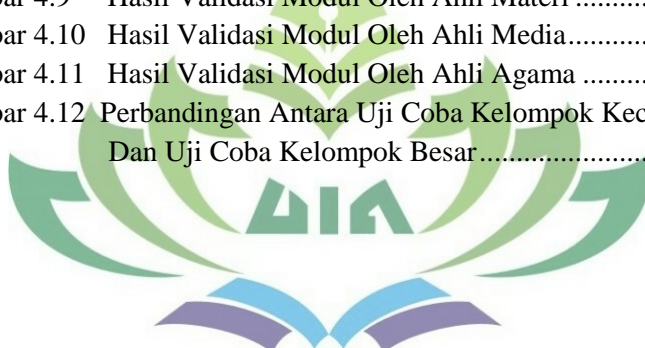 bar 4.9 Hasil Validasi Modul Oleh Ahli Materi ...........
bar 4.10 Hasil Validasi Modul Oleh Ahli Media............
bar 4.11 Hasil Validasi Modul Oleh Ahli Agama ..........
bar 4.12 Perbandingan Antara Uji Coba Kelompok Kec
Dan Uji Coba Kelompok Besar........................
UIN